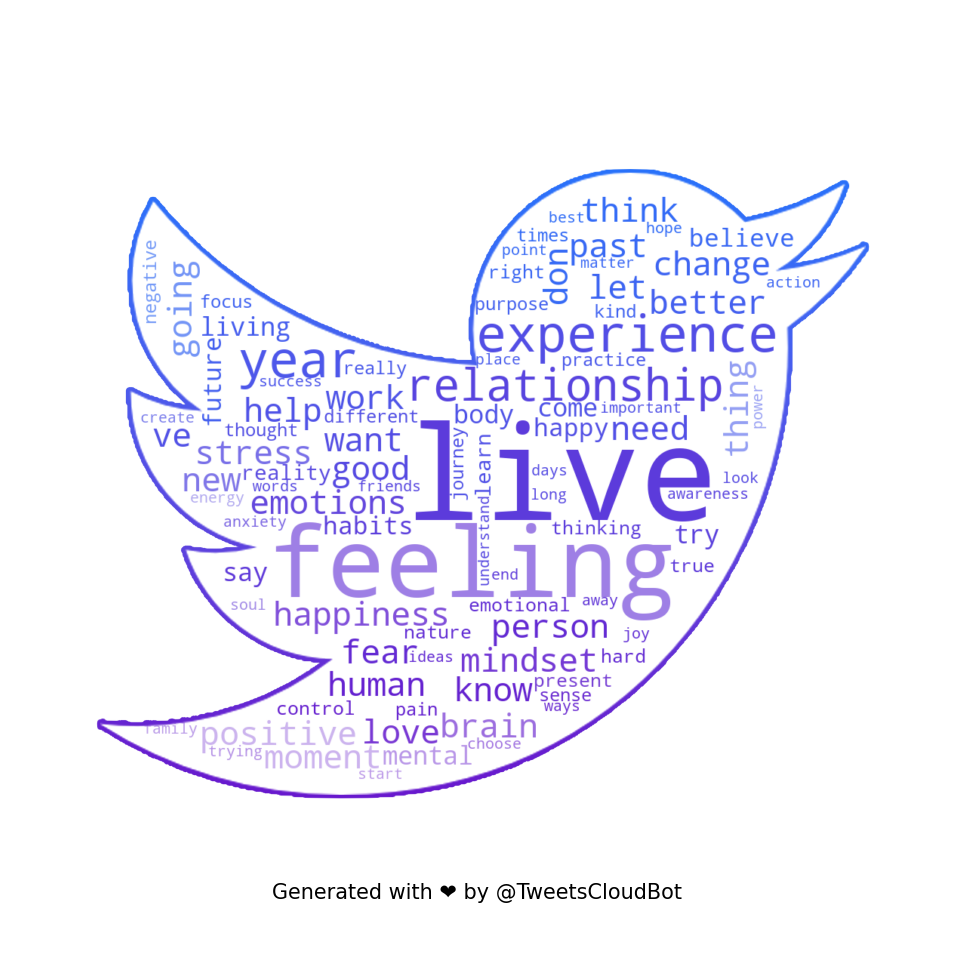 best
think
hope
times
past
believe
point
don
matter
change
right
let
action
purpose
kind
better
experience
negative
going
focus
living
future
year
really
success
place
practice
relationship
thing
power
create
help
work
different
body
come
important
ve
thought
want
happy
need
stress
live
journey
learn
understand
new
reality
good
days
look
words
friends
long
awareness
energy
emotions
anxiety
habits
thinking
try
feeling
say
end
true
soul
happiness
emotional
away
nature
person
joy
fear
ideas
mindset
hard
human
know
present
sense
control
pain
ways
family
positive
love
brain
trying
moment
mental
choose
start
Generated with ❤ by @TweetsCloudBot